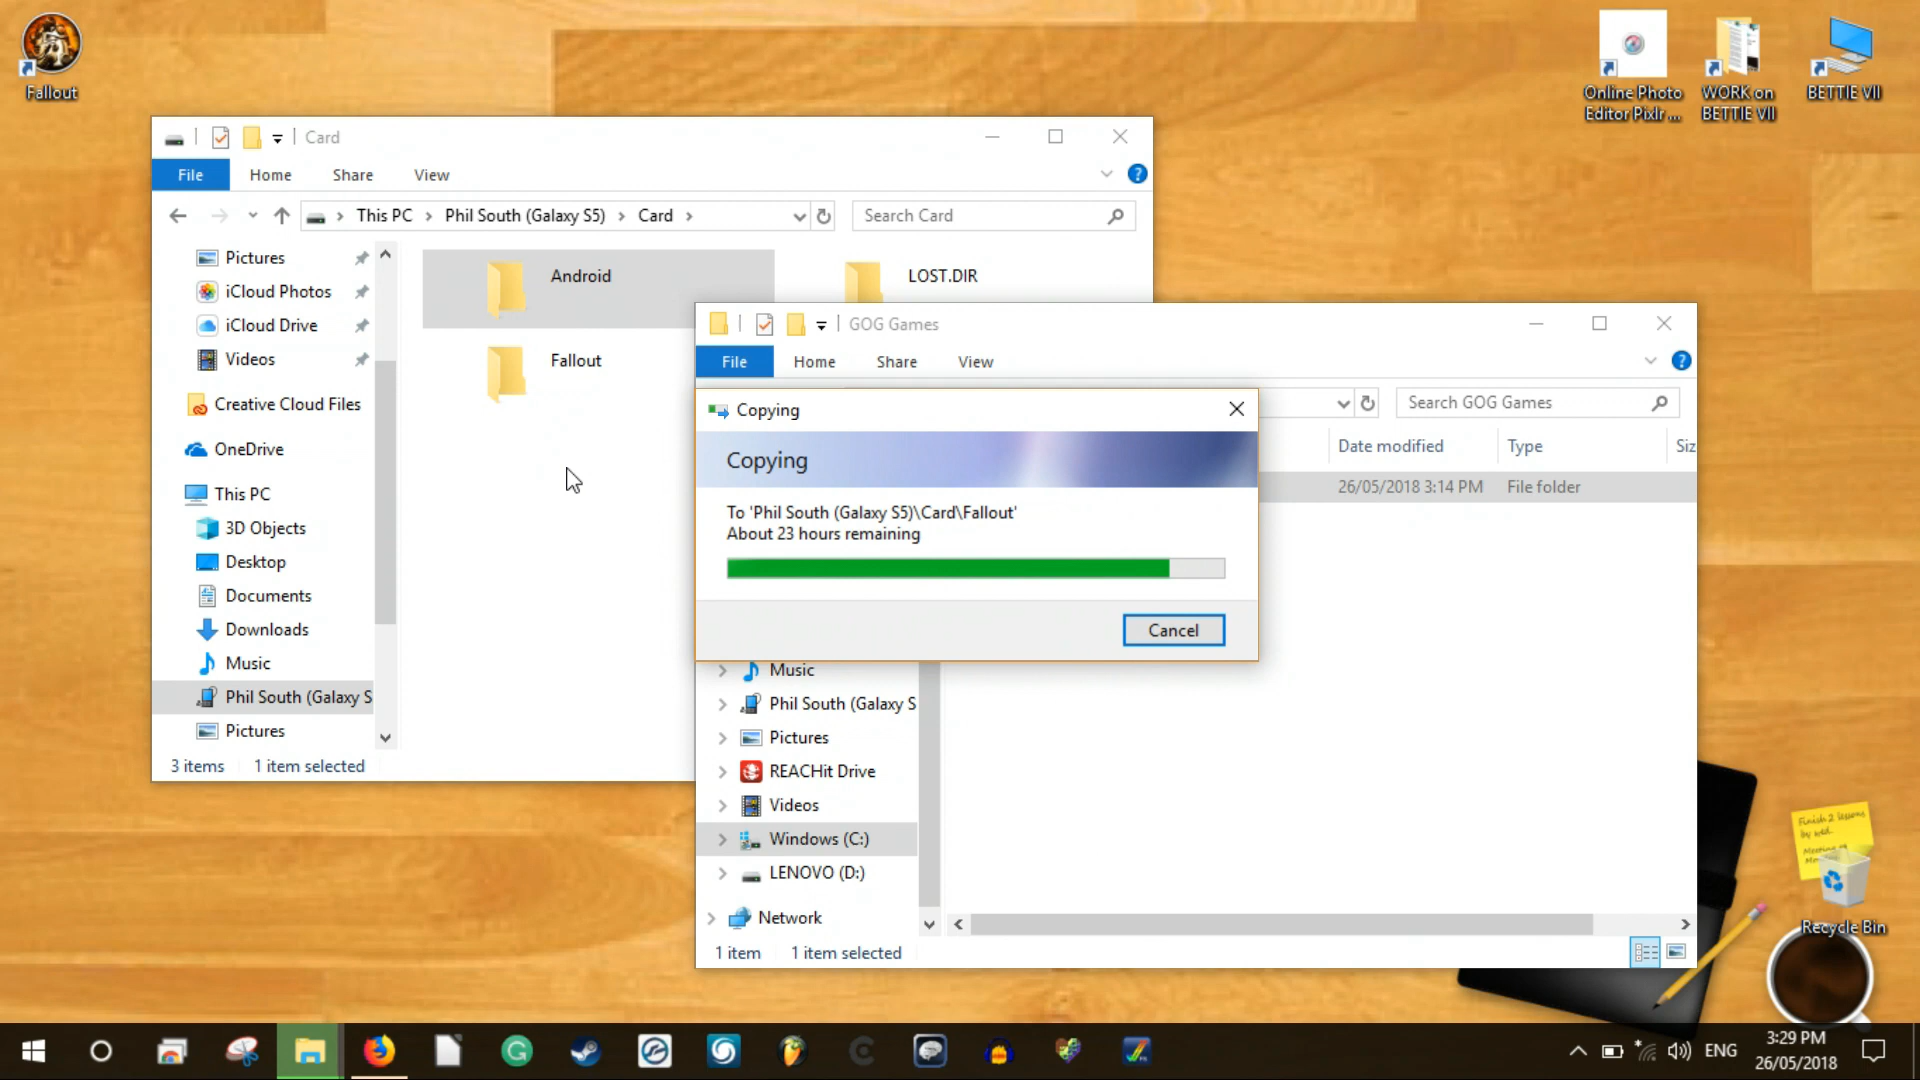 Fallout
Online Photo
Editor Pixlr ...
WORK on
BETTIE VII
BETTIE VII
Card
File
Home
Share
View
This PC
Phil South (Galaxy S5)
Card
Search Card
Pictures
iCloud Photos
iCloud Drive
Videos
Creative Cloud Files
OneDrive
This PC
3D Objects
Desktop
Documents
Downloads
Music
Phil South (Galaxy S
Pictures
Android
LOST.DIR
Fallout
3 items
1 item selected
GOG Games
File
Home
Share
View
Search GOG Games
Date modified
Type
Siz
26/05/2018 3:14 PM
File folder
Copying
Copying
To 'Phil South (Galaxy S5)\Card\Fallout'
About 23 hours remaining
Cancel
Music
Phil South (Galaxy S
Pictures
REACHit Drive
Videos
Windows (C:)
LENOVO (D:)
Network
1 item
1 item selected
Finish 2 lessons
by wed.
Recycle Bin
ENG
3:29 PM
26/05/2018